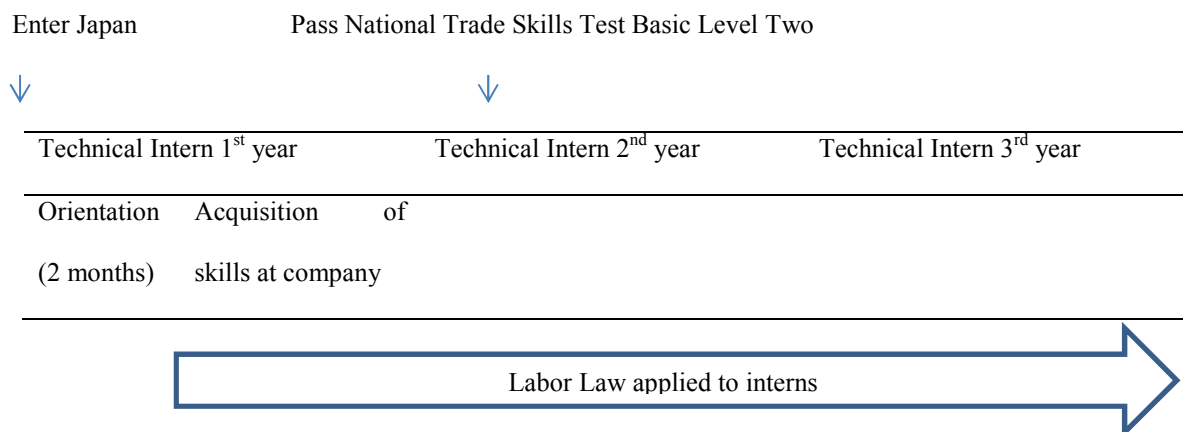 Enter Japan Pass National Trade Skills Test Basic Level Two
Technical Intern 1st year Technical Intern 2nd year Technical Intern 3rd year
Orientation Acquisition of
(2 months) skills at company
Labor Law applied to interns